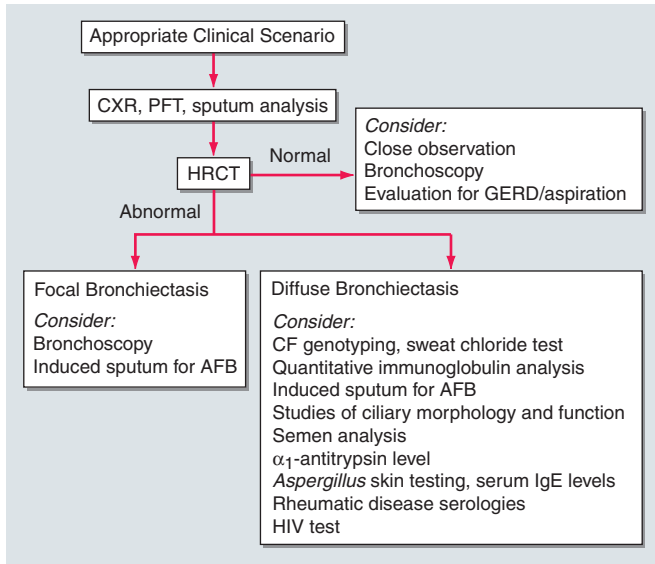 Appropriate Clinical Scenario
CXR, PFT, sputum analysis
HRCT
Normal
Consider:
Close observation
Bronchoscopy
Evaluation for GERD/aspiration
Abnormal
Focal Bronchiectasis
Consider:
Bronchoscopy
Induced sputum for AFB
Diffuse Bronchiectasis
Consider:
CF genotyping, sweat chloride test
Quantitative immunoglobulin analysis
Induced sputum for AFB
Studies of ciliary morphology and function
Semen analysis
α₁-antitrypsin level
Aspergillus skin testing, serum IgE levels
Rheumatic disease serologies
HIV test